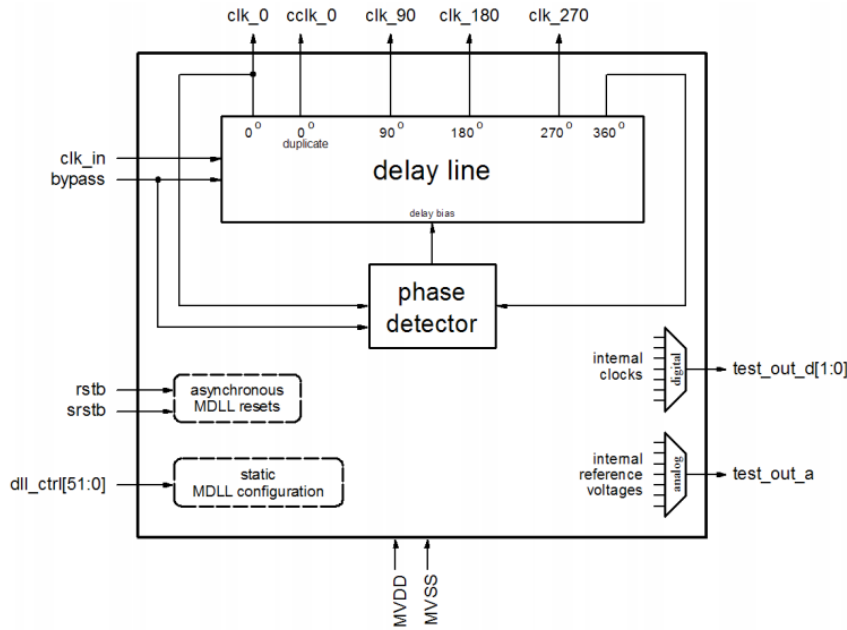 clk_0 cclk_0 clk_90 clk_180 clk_270
0° 0° 90° 180° 270° 360°
duplicate
clk_in
bypass
delay line
delay bias
phase
detector
internal
clocks
digital
test_out_d[1:0]
rstb
srstb
asynchronous
MDLL resets
internal
reference
voltages
analog
test_out_a
dll_ctrl[51:0]
static
MDLL configuration
MVDD
MVSS